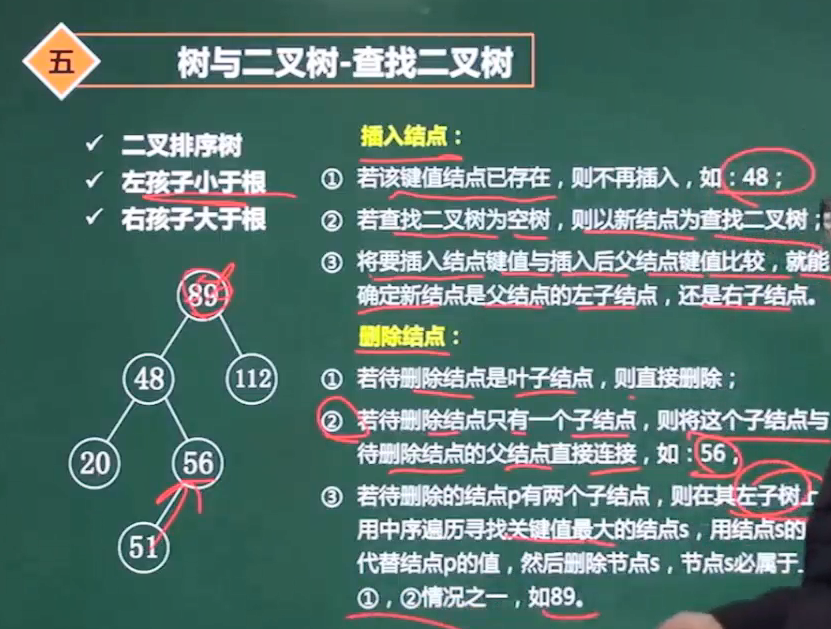 五
树与二叉树-查找二叉树
✓ 二叉排序树
✓ 左孩子小于根
✓ 右孩子大于根
89
48
112
20
56
51
插入结点：
① 若该键值结点已存在，则不再插入，如：48；
② 若查找二叉树为空树，则以新结点为查找二叉树；
③ 将要插入结点键值与插入后父结点键值比较，就能
确定新结点是父结点的左子结点，还是右子结点。
删除结点：
① 若待删除结点是叶子结点，则直接删除；
② 若待删除结点只有一个子结点，则将这个子结点与
待删除结点的父结点直接连接，如：56；
③ 若待删除的结点p有两个子结点，则在其左子树上
用中序遍历寻找关键值最大的结点s，用结点s的
代替结点p的值，然后删除节点s，节点s必属于
①，②情况之一，如89。